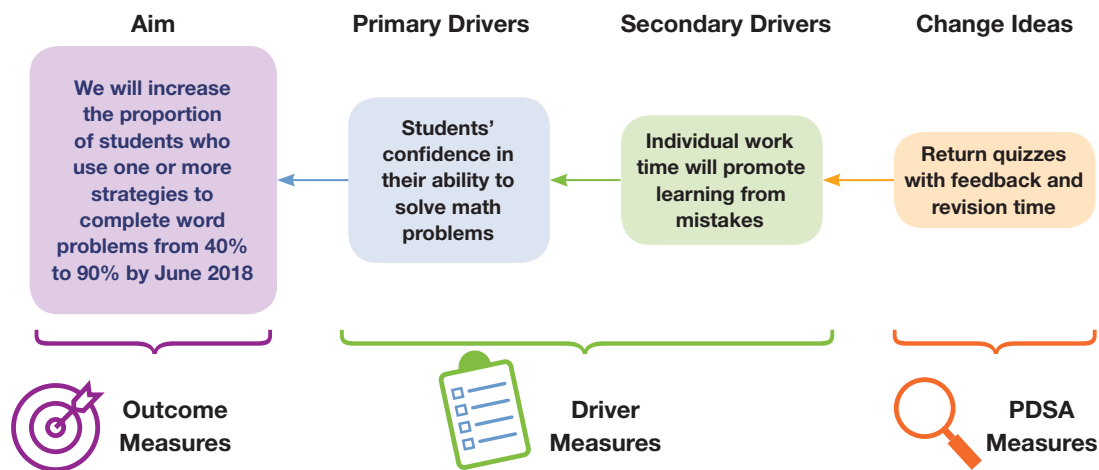 Aim
Primary Drivers
Secondary Drivers
Change Ideas
We will increase
the proportion
of students who
use one or more
strategies to
complete word
problems from 40%
to 90% by June 2018
Students’
confidence in
their ability to
solve math
problems
Individual work
time will promote
learning from
mistakes
Return quizzes
with feedback and
revision time
Outcome
Measures
Driver
Measures
PDSA
Measures